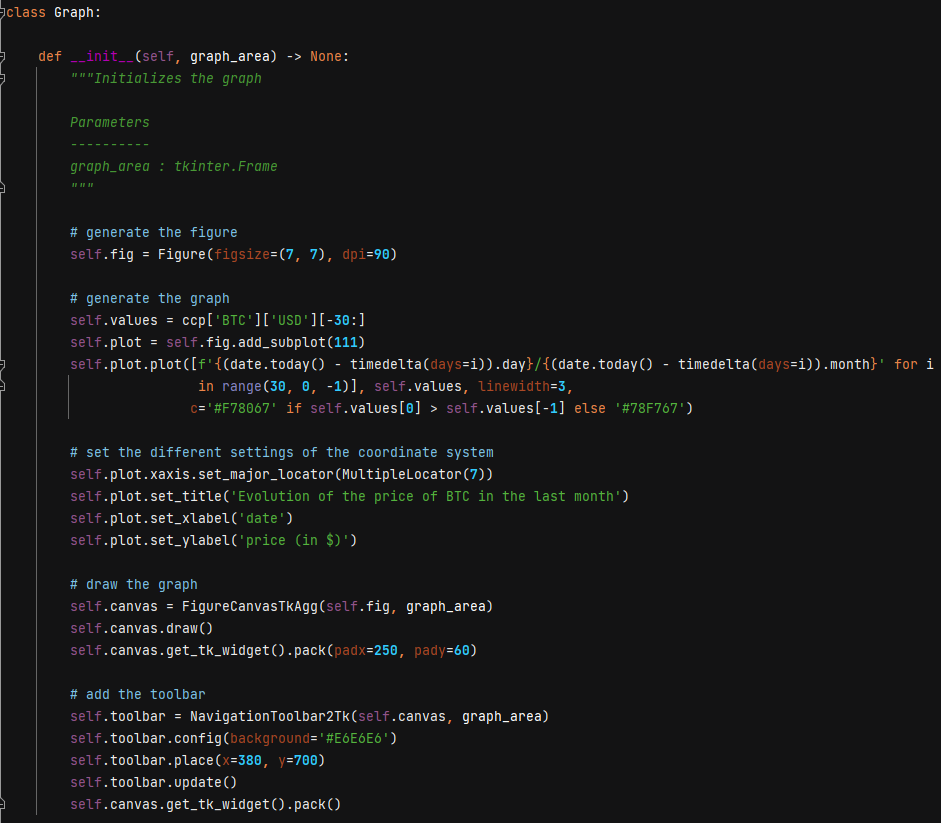 class Graph:
    def __init__(self, graph_area) -> None:
        """Initializes the graph
        Parameters
        ----------
        graph_area : tkinter.Frame
        """
        # generate the figure
        self.fig = Figure(figsize=(7, 7), dpi=90)
        # generate the graph
        self.values = ccp['BTC']['USD'][-30:]
        self.plot = self.fig.add_subplot(111)
        self.plot.plot([f'{(date.today() - timedelta(days=i)).day}/{(date.today() - timedelta(days=i)).month}' for i
                        in range(30, 0, -1)], self.values, linewidth=3,
                       c='#F78067' if self.values[0] > self.values[-1] else '#78F767')
        # set the different settings of the coordinate system
        self.plot.xaxis.set_major_locator(MultipleLocator(7))
        self.plot.set_title('Evolution of the price of BTC in the last month')
        self.plot.set_xlabel('date')
        self.plot.set_ylabel('price (in $)')
        # draw the graph
        self.canvas = FigureCanvasTkAgg(self.fig, graph_area)
        self.canvas.draw()
        self.canvas.get_tk_widget().pack(padx=250, pady=60)
        # add the toolbar
        self.toolbar = NavigationToolbar2Tk(self.canvas, graph_area)
        self.toolbar.config(background='#E6E6E6')
        self.toolbar.place(x=380, y=700)
        self.toolbar.update()
        self.canvas.get_tk_widget().pack()